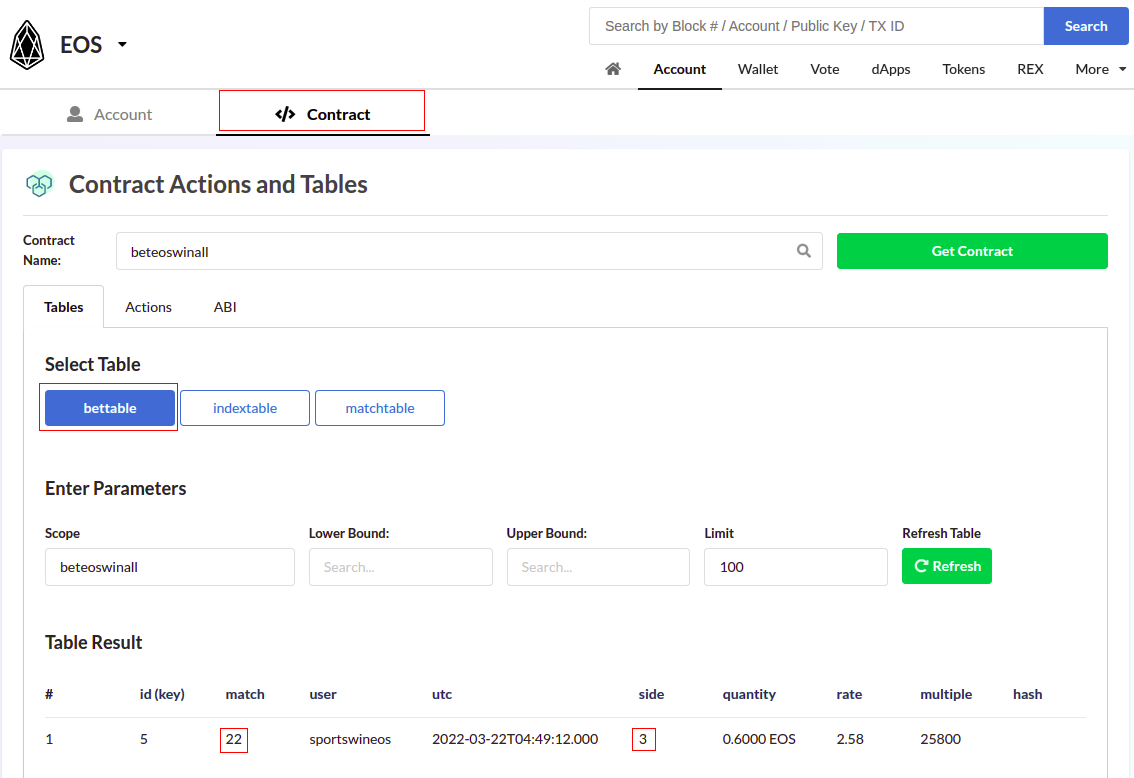 EOS
Search by Block # / Account / Public Key / TX ID
Search
Account Wallet Vote dApps Tokens REX More
Account
Contract
Contract Actions and Tables
Contract
Name:
beteoswinall
Get Contract
Tables Actions ABI
Select Table
bettable indextable matchtable
Enter Parameters
Scope Lower Bound: Upper Bound: Limit Refresh Table
beteoswinall Search... Search... 100 Refresh
Table Result
# id (key) match user utc side quantity rate multiple hash
1 5 22 sportswineos 2022-03-22T04:49:12.000 3 0.6000 EOS 2.58 25800